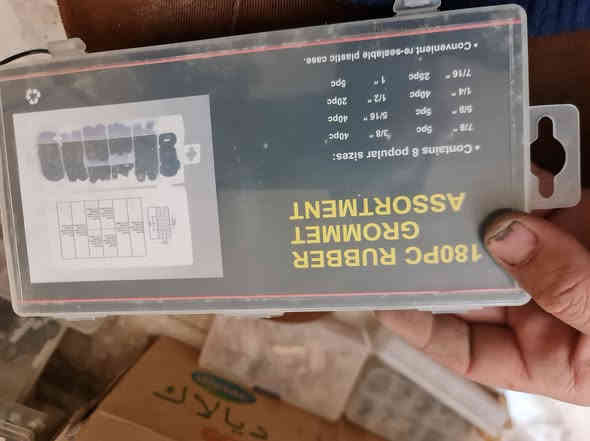 180PC RUBBER
GROMMET
ASSORTMENT
• Contains 8 popular sizes:
7/8 " 5pc 3/8 " 40pc
5/8 " 5pc 5/16 " 40pc
1/4 " 40pc 1/2 " 20pc
7/16 " 25pc 1 " 5pc
• Convenient re-sealable plastic case.